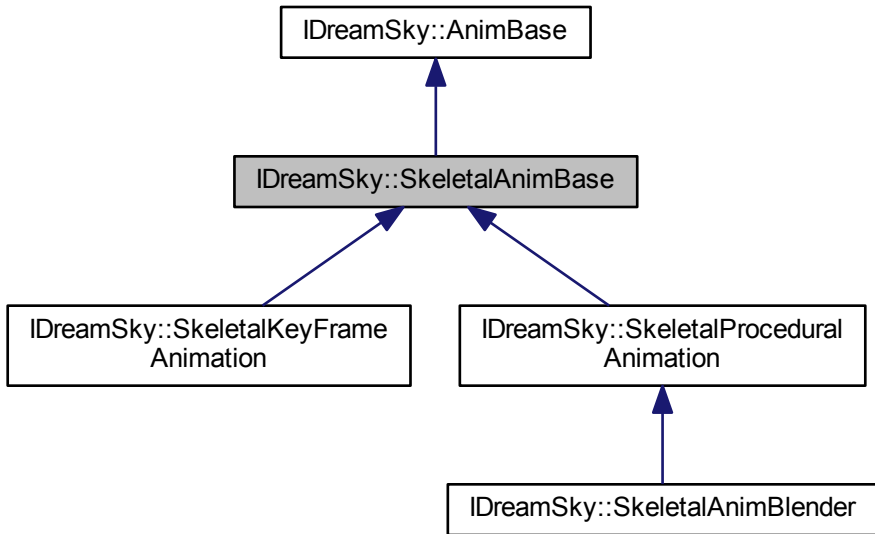 IDreamSky::AnimBase
IDreamSky::SkeletalAnimBase
IDreamSky::SkeletalKeyFrame
Animation
IDreamSky::SkeletalProcedural
Animation
IDreamSky::SkeletalAnimBlender